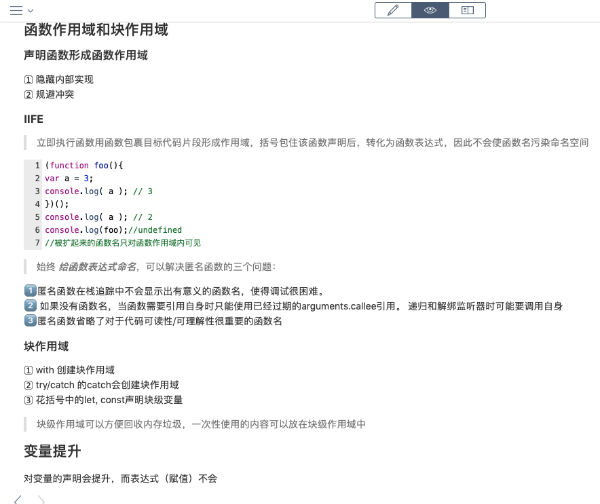 函数作用域和块作用域
声明函数形成函数作用域
① 隐藏内部实现
② 规避冲突
IIFE
立即执行函数用函数包裹目标代码片段形成作用域，括号包住该函数声明后，转化为函数表达式，因此不会使函数名污染命名空间
1 (function foo(){
2 var a = 3;
3 console.log( a ); // 3
4 })();
5 console.log( a ); // 2
6 console.log(foo);//undefined
7 //被扩起来的函数名只对函数作用域内可见
始终 给函数表达式命名，可以解决匿名函数的三个问题：
1 匿名函数在栈追踪中不会显示出有意义的函数名，使得调试很困难。
2 如果没有函数名，当函数需要引用自身时只能使用已经过期的arguments.callee引用。 递归和解绑监听器时可能要调用自身
3 匿名函数省略了对于代码可读性/可理解性很重要的函数名
块作用域
① with 创建块作用域
② try/catch 的catch会创建块作用域
③ 花括号中的let, const声明块级变量
块级作用域可以方便回收内存垃圾，一次性使用的内容可以放在块级作用域中
变量提升
对变量的声明会提升，而表达式（赋值）不会